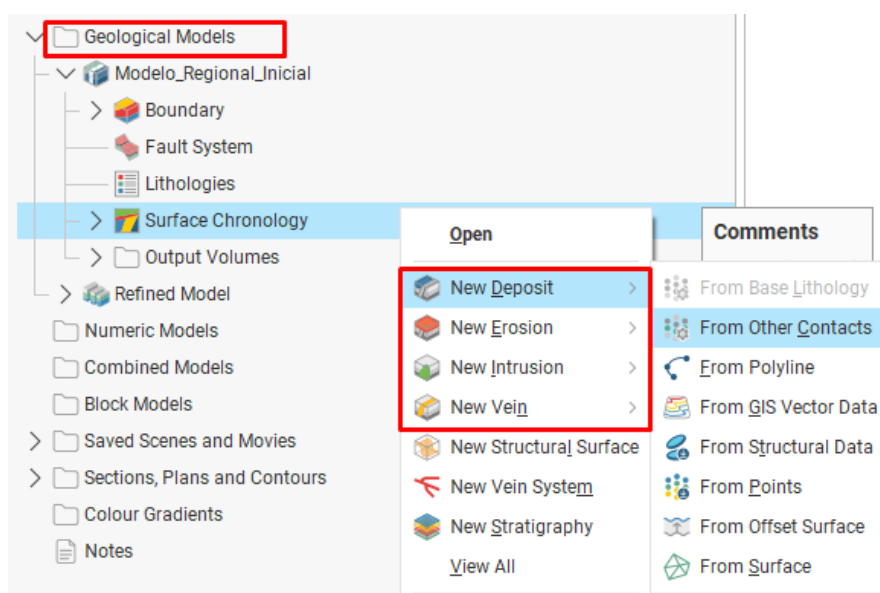 Geological Models
Modelo_Regional_Inicial
Boundary
Fault System
Lithologies
Surface Chronology
Output Volumes
Refined Model
Numeric Models
Combined Models
Block Models
Saved Scenes and Movies
Sections, Plans and Contours
Colour Gradients
Notes
Open
New Deposit
New Erosion
New Intrusion
New Vein
New Structural Surface
New Vein System
New Stratigraphy
View All
Comments
From Base Lithology
From Other Contacts
From Polyline
From GIS Vector Data
From Structural Data
From Points
From Offset Surface
From Surface